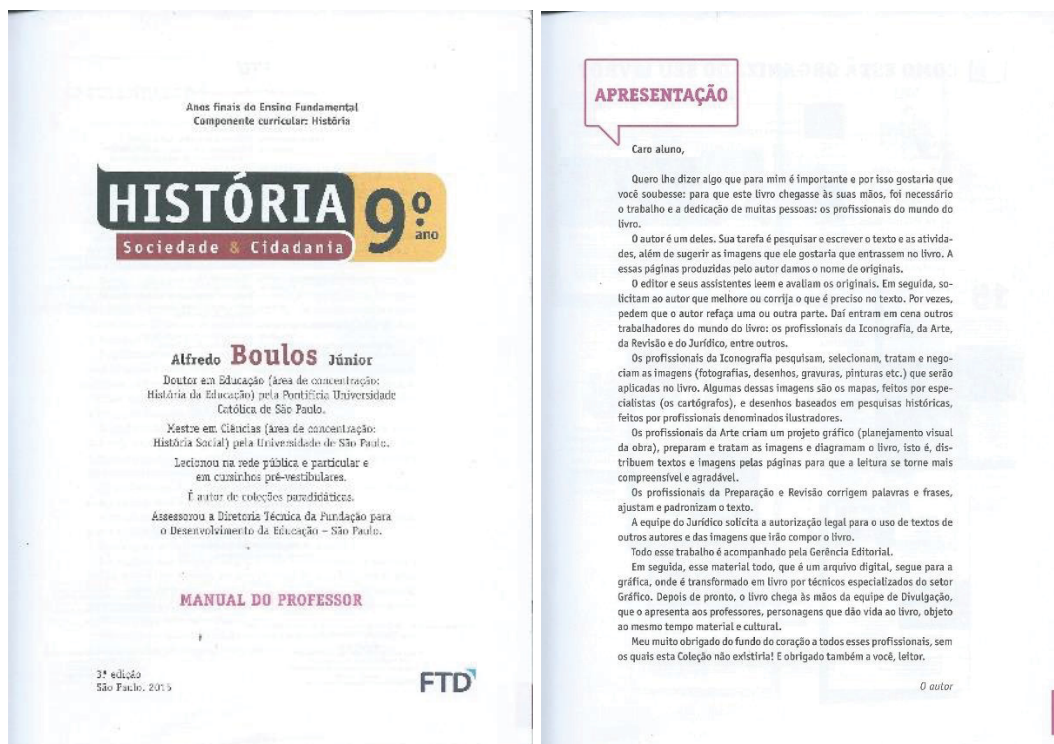 Anos finais do Ensino Fundamental
Componente curricular: História
HISTÓRIA 9º
ano
Sociedade & Cidadania
Alfredo Boulos Júnior
Doutor em Educação (área de concentração:
História da Educação) pela Pontifícia Universidade
Católica de São Paulo.
Mestre em Ciências (área de concentração:
História Social) pela Universidade de São Paulo.
Lecionou na rede pública e particular e
em cursinhos pré-vestibulares.
É autor de coleções paradidáticas.
Assessorou a Diretoria Técnica da Fundação para
o Desenvolvimento da Educação – São Paulo.
MANUAL DO PROFESSOR
3ª edição
São Paulo, 2015
FTD
APRESENTAÇÃO
Caro aluno,
Quero lhe dizer algo que para mim é importante e por isso gostaria que
você soubesse: para que este livro chegasse às suas mãos, foi necessário
o trabalho e a dedicação de muitas pessoas: os profissionais do mundo do
livro.
O autor é um deles. Sua tarefa é pesquisar e escrever o texto e as ativida-
des, além de sugerir as imagens que ele gostaria que entrassem no livro. A
essas páginas produzidas pelo autor damos o nome de originais.
O editor e seus assistentes leem e avaliam os originais. Em seguida, so-
licitam ao autor que melhore ou corrija o que é preciso no texto. Por vezes,
pedem que o autor refaça uma ou outra parte. Daí entram em cena outros
trabalhadores do mundo do livro: os profissionais da Iconografia, da Arte,
da Revisão e do Jurídico, entre outros.
Os profissionais da Iconografia pesquisam, selecionam, tratam e nego-
ciam as imagens (fotografias, desenhos, gravuras, pinturas etc.) que serão
aplicadas no livro. Algumas dessas imagens são os mapas, feitos por espe-
cialistas (os cartógrafos), e desenhos baseados em pesquisas históricas,
feitos por profissionais denominados ilustradores.
Os profissionais da Arte criam um projeto gráfico (planejamento visual
da obra), preparam e tratam as imagens e diagramam o livro, isto é, dis-
tribuem textos e imagens pelas páginas para que a leitura se torne mais
compreensível e agradável.
Os profissionais da Preparação e Revisão corrigem palavras e frases,
ajustam e padronizam o texto.
A equipe do Jurídico solicita a autorização legal para o uso de textos de
outros autores e das imagens que irão compor o livro.
Todo esse trabalho é acompanhado pela Gerência Editorial.
Em seguida, esse material todo, que é um arquivo digital, segue para a
gráfica, onde é transformado em livro por técnicos especializados do setor
Gráfico. Depois de pronto, o livro chega às mãos da equipe de Divulgação,
que o apresenta aos professores, personagens que dão vida ao livro, objeto
ao mesmo tempo material e cultural.
Meu muito obrigado do fundo do coração a todos esses profissionais, sem
os quais esta Coleção não existiria! E obrigado também a você, leitor.
O autor